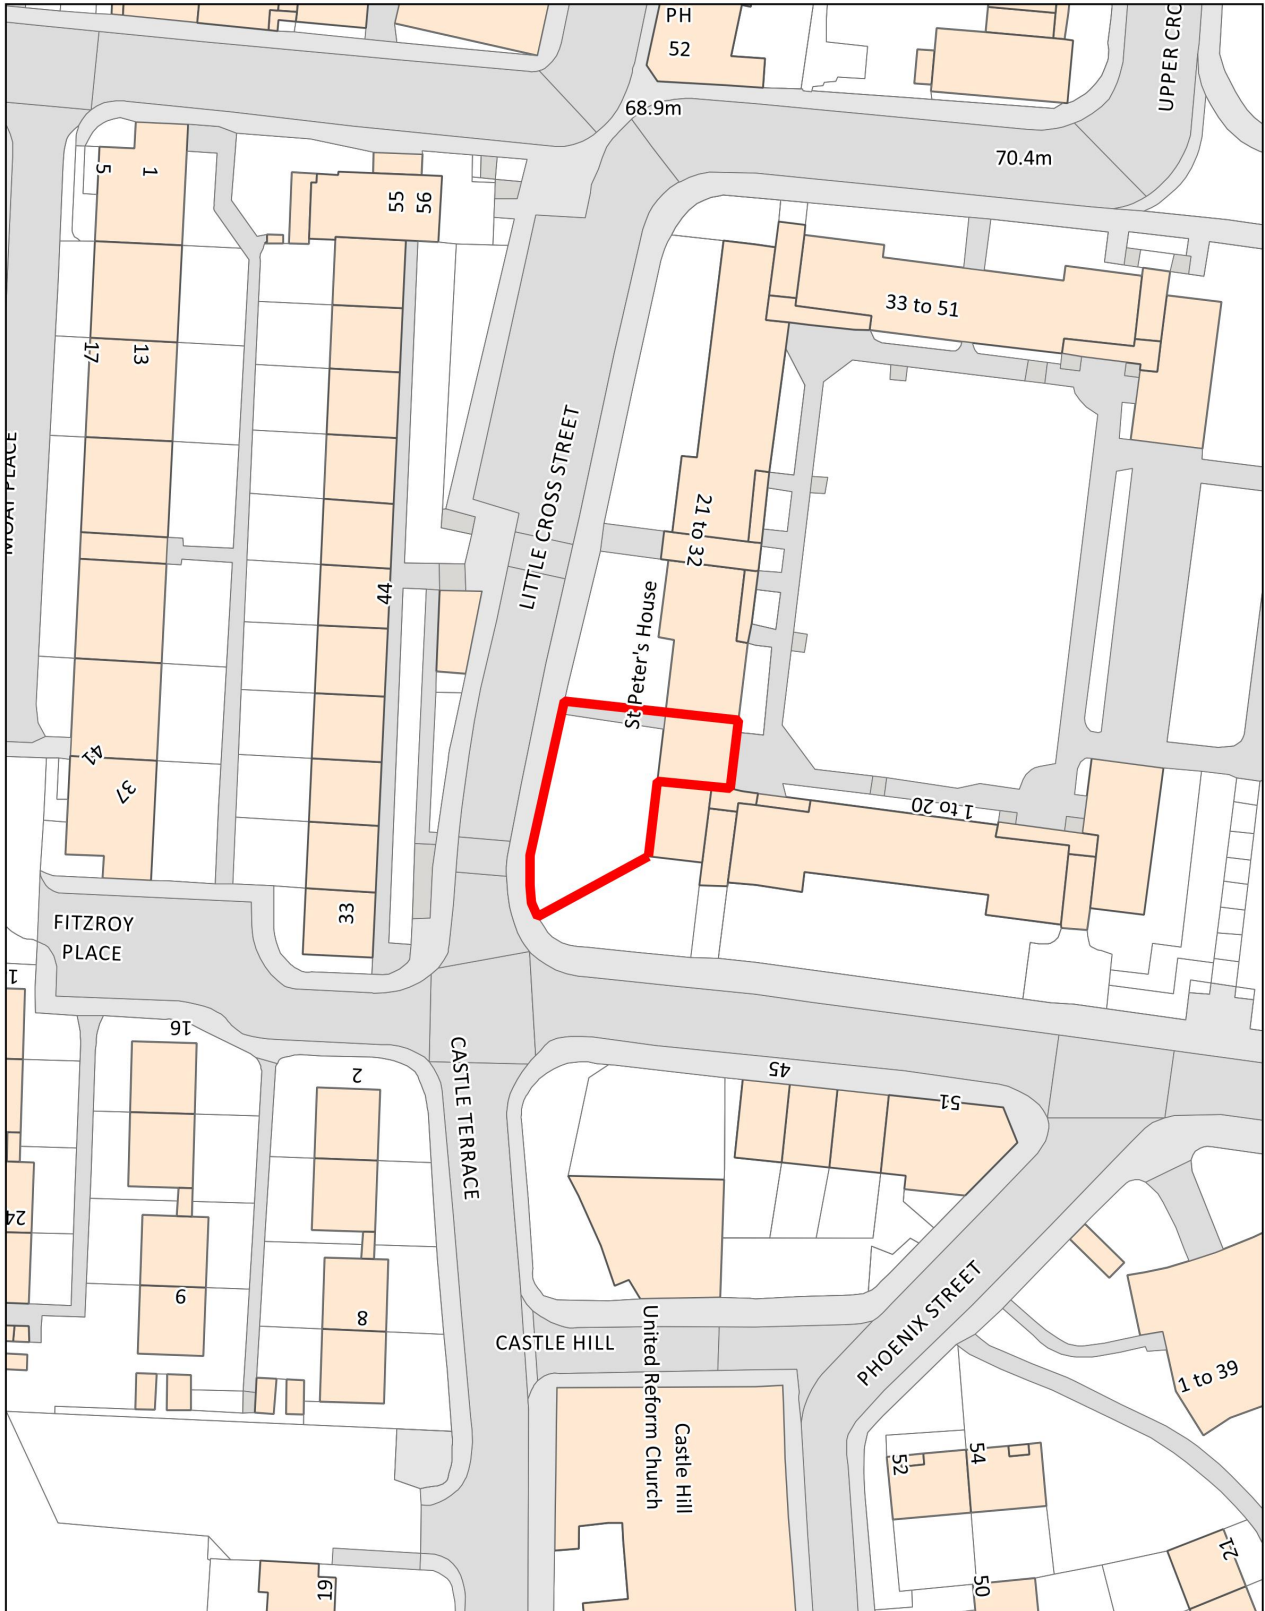 PH
52
UPPER CRO
68.9m
70.4m
5
1
55
56
33 to 51
17
13
LITTLE CROSS STREET
21 to 32
44
St Peter's House
41
37
1 to 20
33
FITZROY
PLACE
1
16
2
CASTLE TERRACE
45
51
24
9
8
CASTLE HILL
United Reform Church
Castle Hill
PHOENIX STREET
1 to 39
52
54
50
21
19